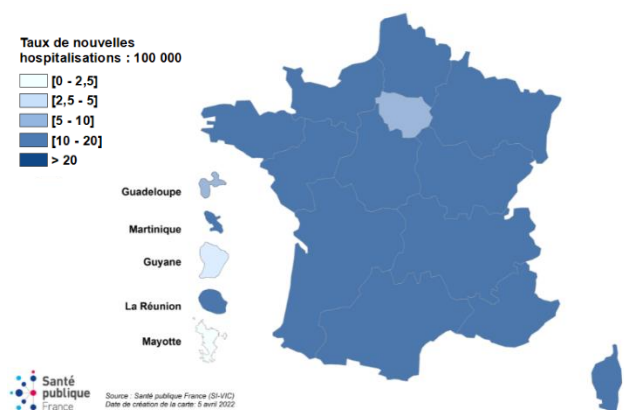 Taux de nouvelles
hospitalisations : 100 000
[0 - 2,5]
[2,5 - 5]
[5 - 10]
[10 - 20]
> 20
Guadeloupe
Martinique
Guyane
La Réunion
Mayotte
Santé
publique
France
Source : Santé publique France (SI-VIC)
Date de création de la carte: 5 avril 2022